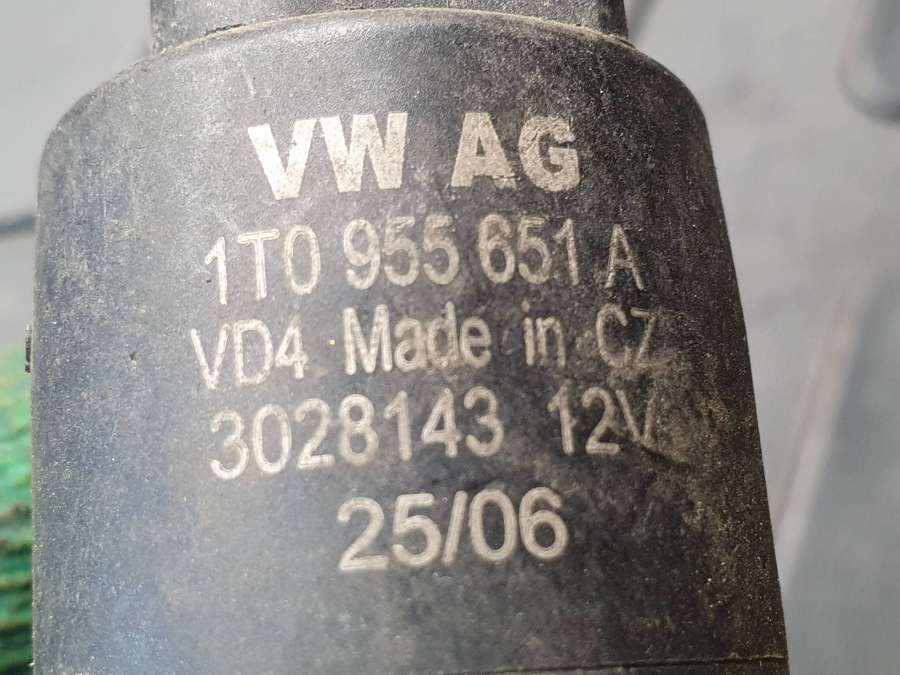 VW AG
1T0 955 651 A
VD4 Made in CZ
3028143 12V
25/06